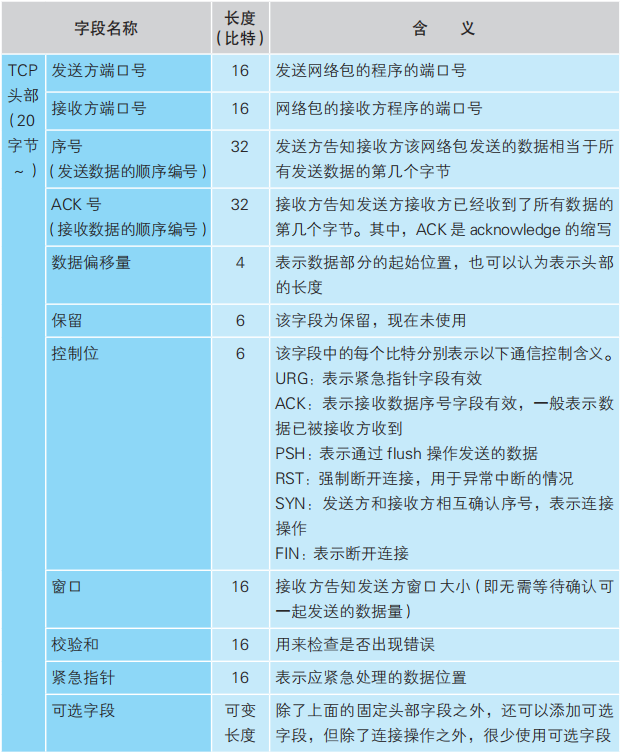 字段名称
长度
(比特)
含 义
TCP
头部
(20
字节
~)
发送方端口号
16
发送网络包的程序的端口号
接收方端口号
16
网络包的接收方程序的端口号
序号
(发送数据的顺序编号)
32
发送方告知接收方该网络包发送的数据相当于所
有发送数据的第几个字节
ACK 号
(接收数据的顺序编号)
32
接收方告知发送方接收方已经收到了所有数据的
第几个字节。其中，ACK 是 acknowledge 的缩写
数据偏移量
4
表示数据部分的起始位置，也可以认为表示头部
的长度
保留
6
该字段为保留，现在未使用
控制位
6
该字段中的每个比特分别表示以下通信控制含义。
URG：表示紧急指针字段有效
ACK：表示接收数据序号字段有效，一般表示数
据已被接收方收到
PSH：表示通过 flush 操作发送的数据
RST：强制断开连接，用于异常中断的情况
SYN：发送方和接收方相互确认序号，表示连接
操作
FIN：表示断开连接
窗口
16
接收方告知发送方窗口大小(即无需等待确认可
一起发送的数据量)
校验和
16
用来检查是否出现错误
紧急指针
16
表示应紧急处理的数据位置
可选字段
可变
长度
除了上面的固定头部字段之外，还可以添加可选
字段，但除了连接操作之外，很少使用可选字段